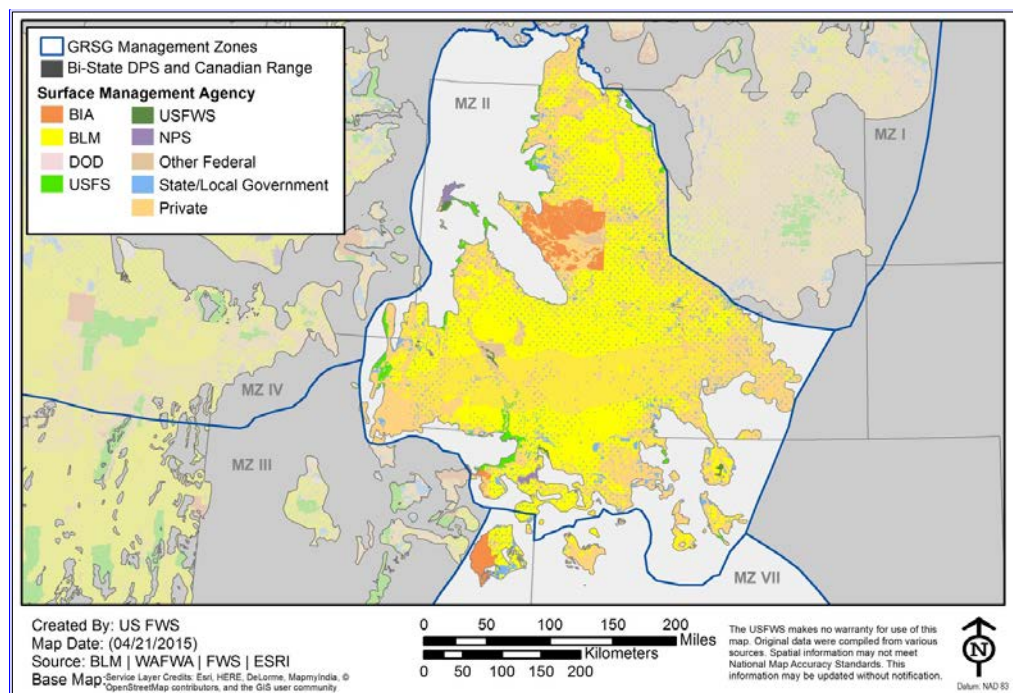 GRSG Management Zones
Bi-State DPS and Canadian Range
Surface Management Agency
BIA
BLM
DOD
USFS
USFWS
NPS
Other Federal
State/Local Government
Private
MZ II
MZ I
MZ IV
MZ III
MZ VII
Created By: US FWS
Map Date: (04/21/2015)
Source: BLM | WAFWA | FWS | ESRI
Base Map: Service Layer Credits: Esri, HERE, DeLorme, MapmyIndia, ©
OpenStreetMap contributors, and the GIS user community
0 50 100 150 200
Miles
Kilometers
0 25 50 100 150 200
The USFWS makes no warranty for use of this
map. Original data were compiled from various
sources. Spatial information may not meet
National Map Accuracy Standards. This
information may be updated without notification.
N
Datum: NAD 83